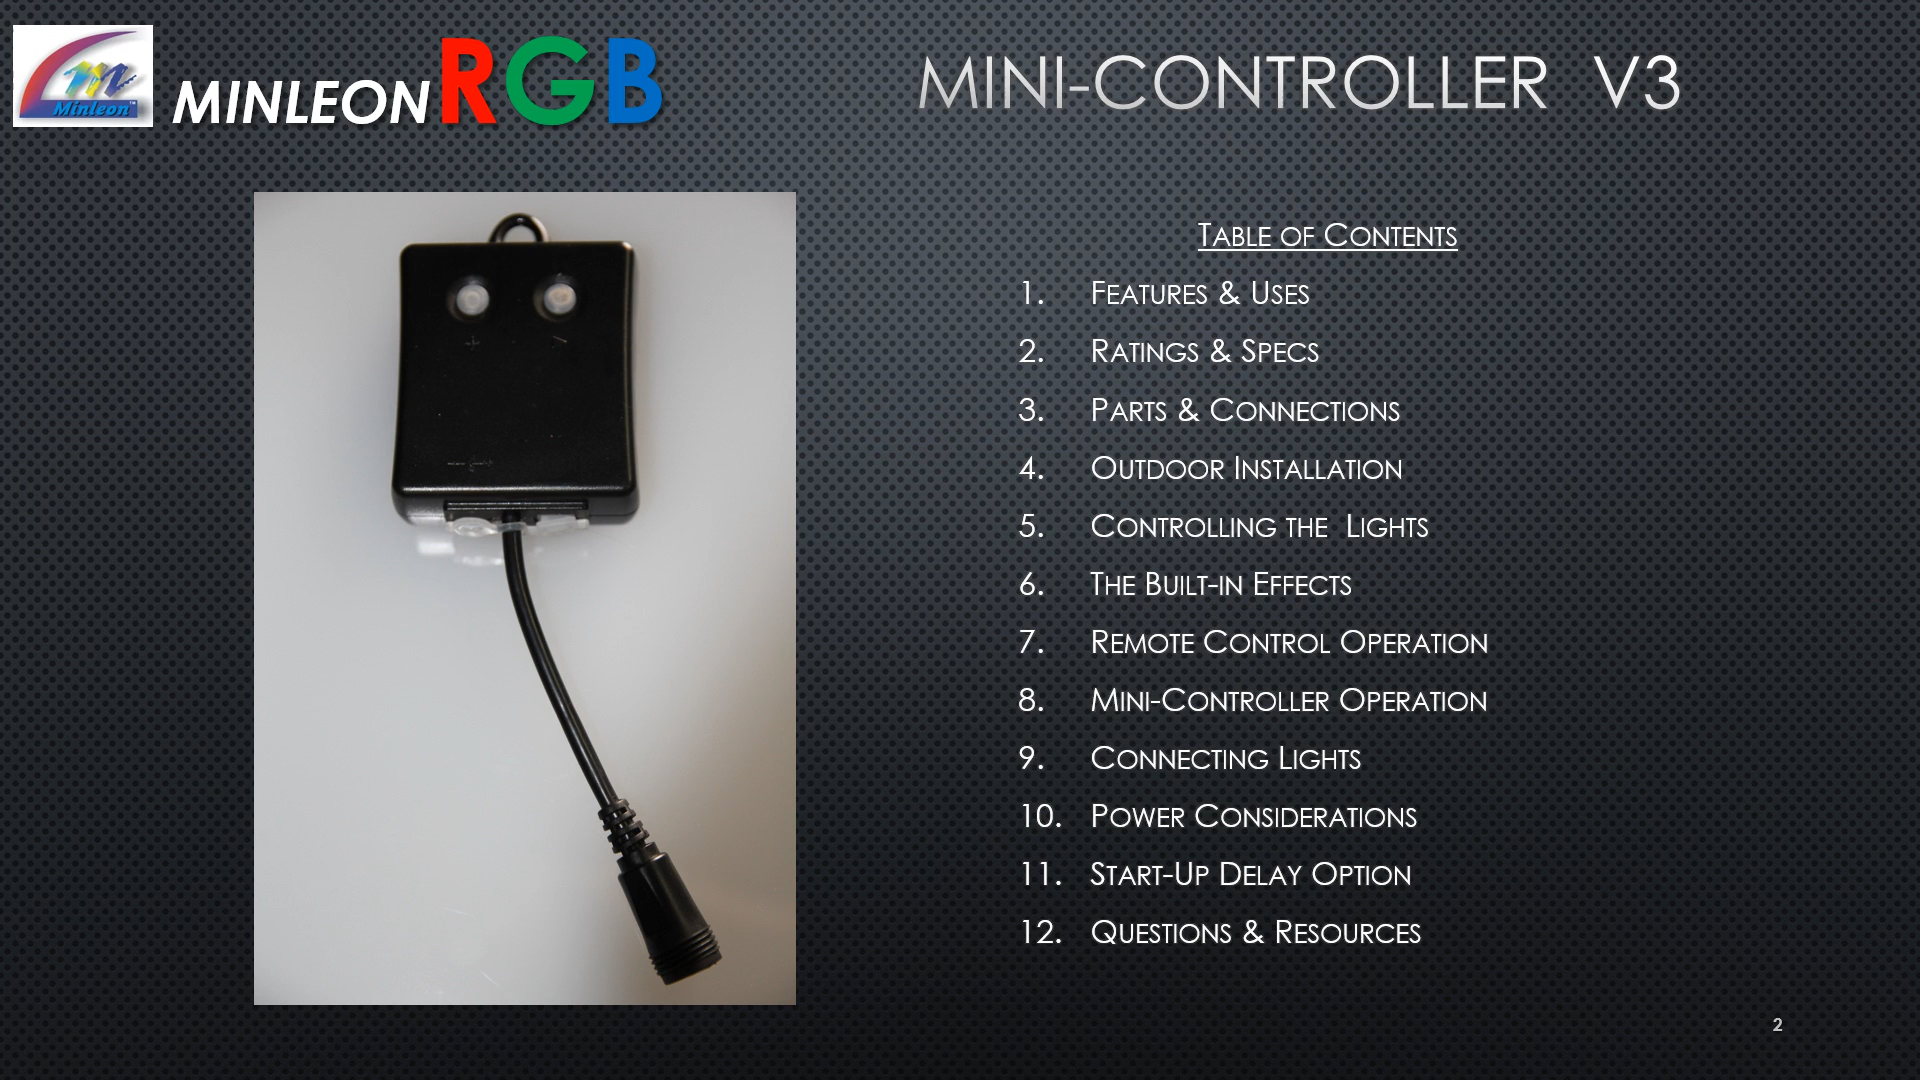 Minleon™
MINLEON RGB
MINI-CONTROLLER V3
+
TABLE OF CONTENTS
1. FEATURES & USES
2. RATINGS & SPECS
3. PARTS & CONNECTIONS
4. OUTDOOR INSTALLATION
5. CONTROLLING THE LIGHTS
6. THE BUILT-IN EFFECTS
7. REMOTE CONTROL OPERATION
8. MINI-CONTROLLER OPERATION
9. CONNECTING LIGHTS
10. POWER CONSIDERATIONS
11. START-UP DELAY OPTION
12. QUESTIONS & RESOURCES
2